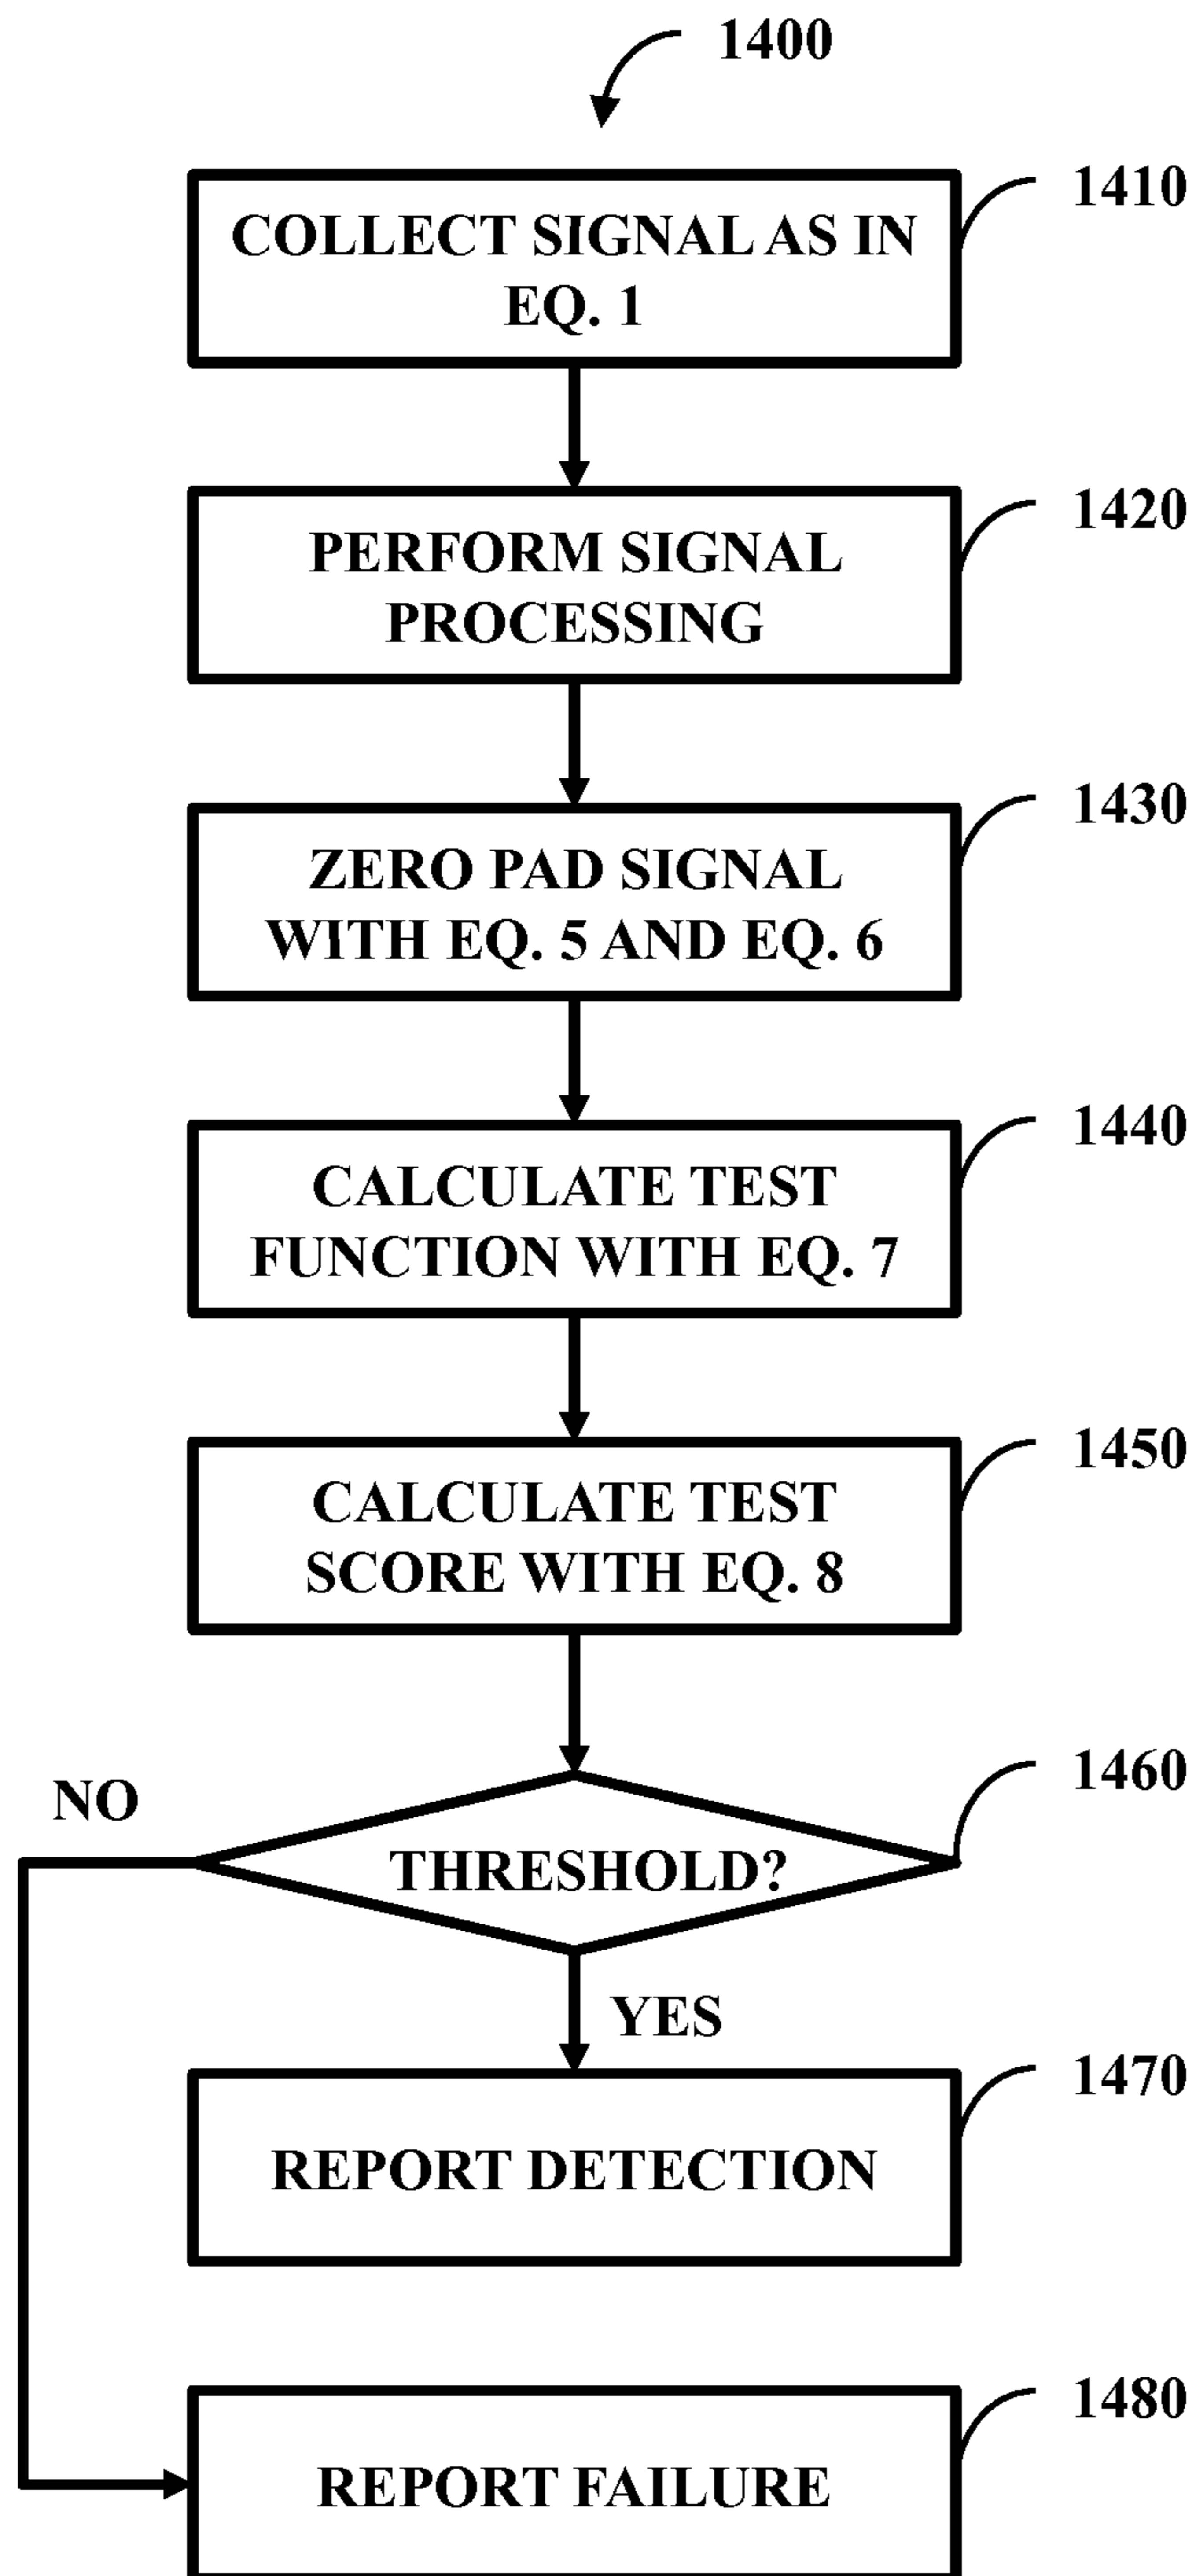 1400
1410
COLLECT SIGNAL AS IN
EQ. 1
1420
PERFORM SIGNAL
PROCESSING
1430
ZERO PAD SIGNAL
WITH EQ. 5 AND EQ. 6
1440
CALCULATE TEST
FUNCTION WITH EQ. 7
1450
CALCULATE TEST
SCORE WITH EQ. 8
1460
NO
THRESHOLD?
YES
1470
REPORT DETECTION
1480
REPORT FAILURE